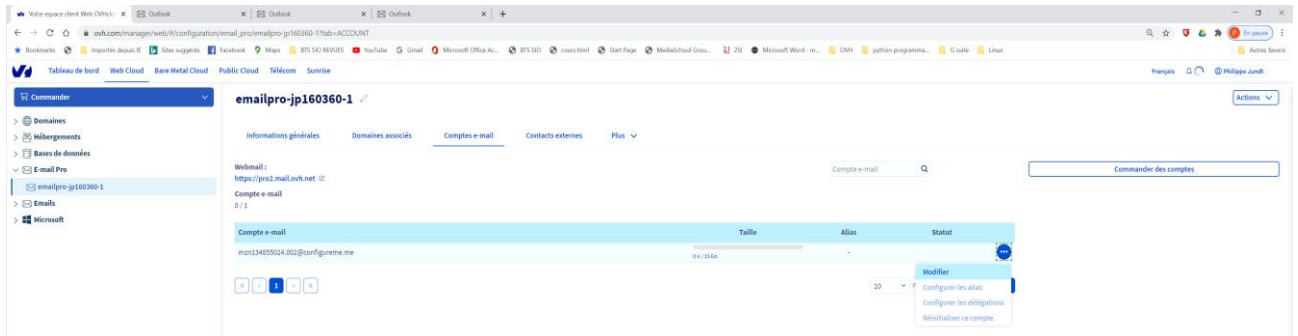 Votre espace client Web OVHclo Outlook Outlook Outlook
ovh.com/manager/web/#/configuration/email_pro/emailpro-jp160360-1?tab=ACCOUNT En pause
Bookmarks Importés depuis IE Sites suggérés Facebook Maps BTS SIO REVUES YouTube Gmail Microsoft Office Ac... BTS SIO cours.html Start Page MediaSchool Grou... 2SI Microsoft Word - m... OVH python programma... G suite Linux Autres favoris
Tableau de bord Web Cloud Bare Metal Cloud Public Cloud Télécom Sunrise Français Philippe Jundt
Commander
Domaines
Hébergements
Bases de données
E-mail Pro
emailpro-jp160360-1
Emails
Microsoft
emailpro-jp160360-1
Actions
Informations générales Domaines associés Comptes e-mail Contacts externes Plus
Webmail :
https://pro2.mail.ovh.net
Compte e-mail
0 / 1
Compte e-mail
Commander des comptes
Compte e-mail Taille Alias Statut
mzn134855024.002@configureme.me 0 o / 10 Go -
« ‹ 1 › »
10
Modifier
Configurer les alias
Configurer les délégations
Réinitialiser ce compte